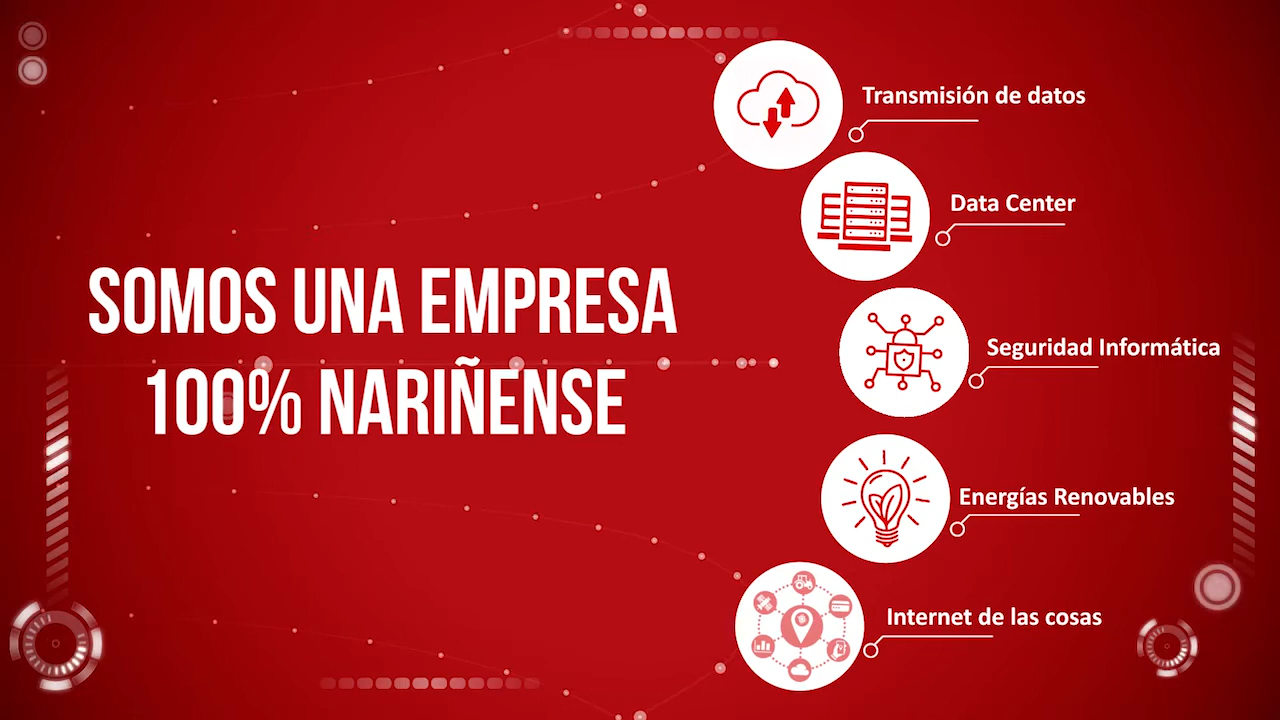 SOMOS UNA EMPRESA
100% NARIÑENSE
Transmisión de datos
Data Center
Seguridad Informática
Energías Renovables
Internet de las cosas